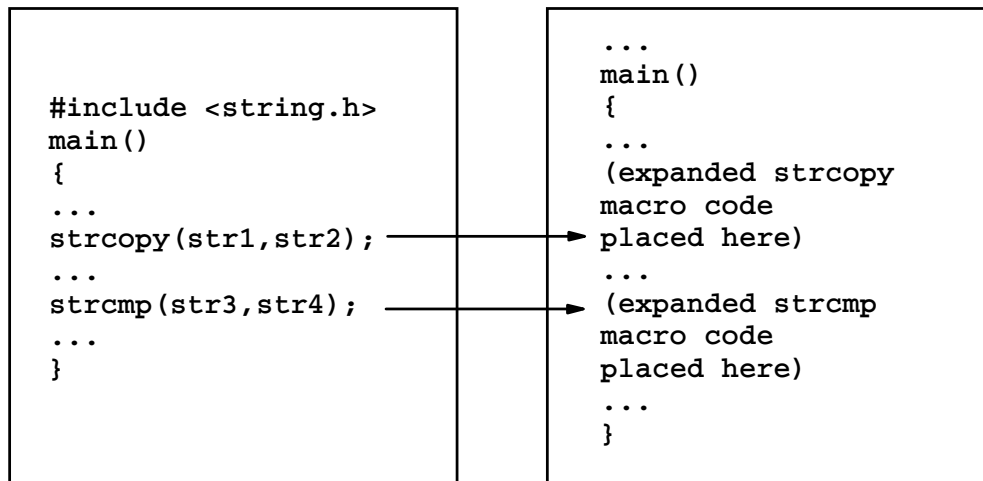 #include <string.h>
main()
{
...
strcopy(str1,str2);
...
strcmp(str3,str4);
...
}
...
main()
{
...
(expanded strcopy
macro code
placed here)
...
(expanded strcmp
macro code
placed here)
...
}